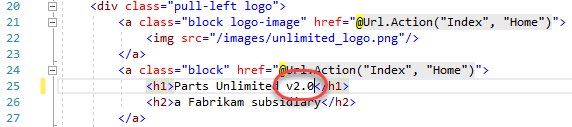 20 <div class="pull-left logo">
21 <a class="block logo-image" href="@Url.Action("Index", "Home")">
22 <img src="/images/unlimited_logo.png"/>
23 </a>
24 <a class="block" href="@Url.Action("Index", "Home")">
25 <h1>Parts Unlimited v2.0</h1>
26 <h2>a Fabrikam subsidiary</h2>
27 </a>